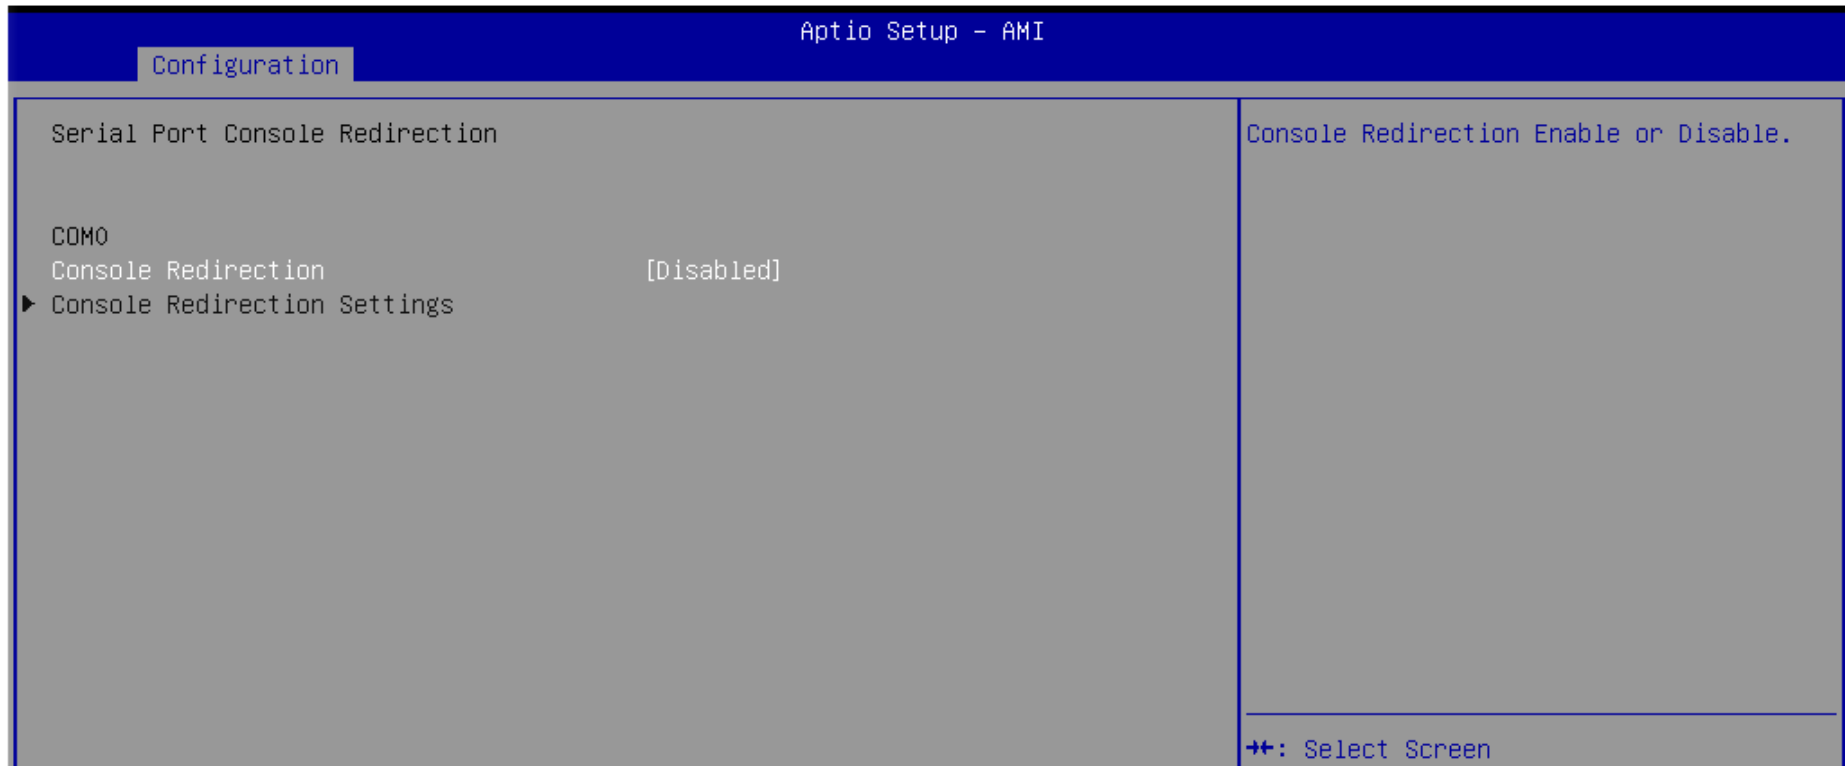 Aptio Setup – AMI
Configuration
Serial Port Console Redirection
Console Redirection Enable or Disable.
COM0
Console Redirection [Disabled]
▶ Console Redirection Settings
→←: Select Screen